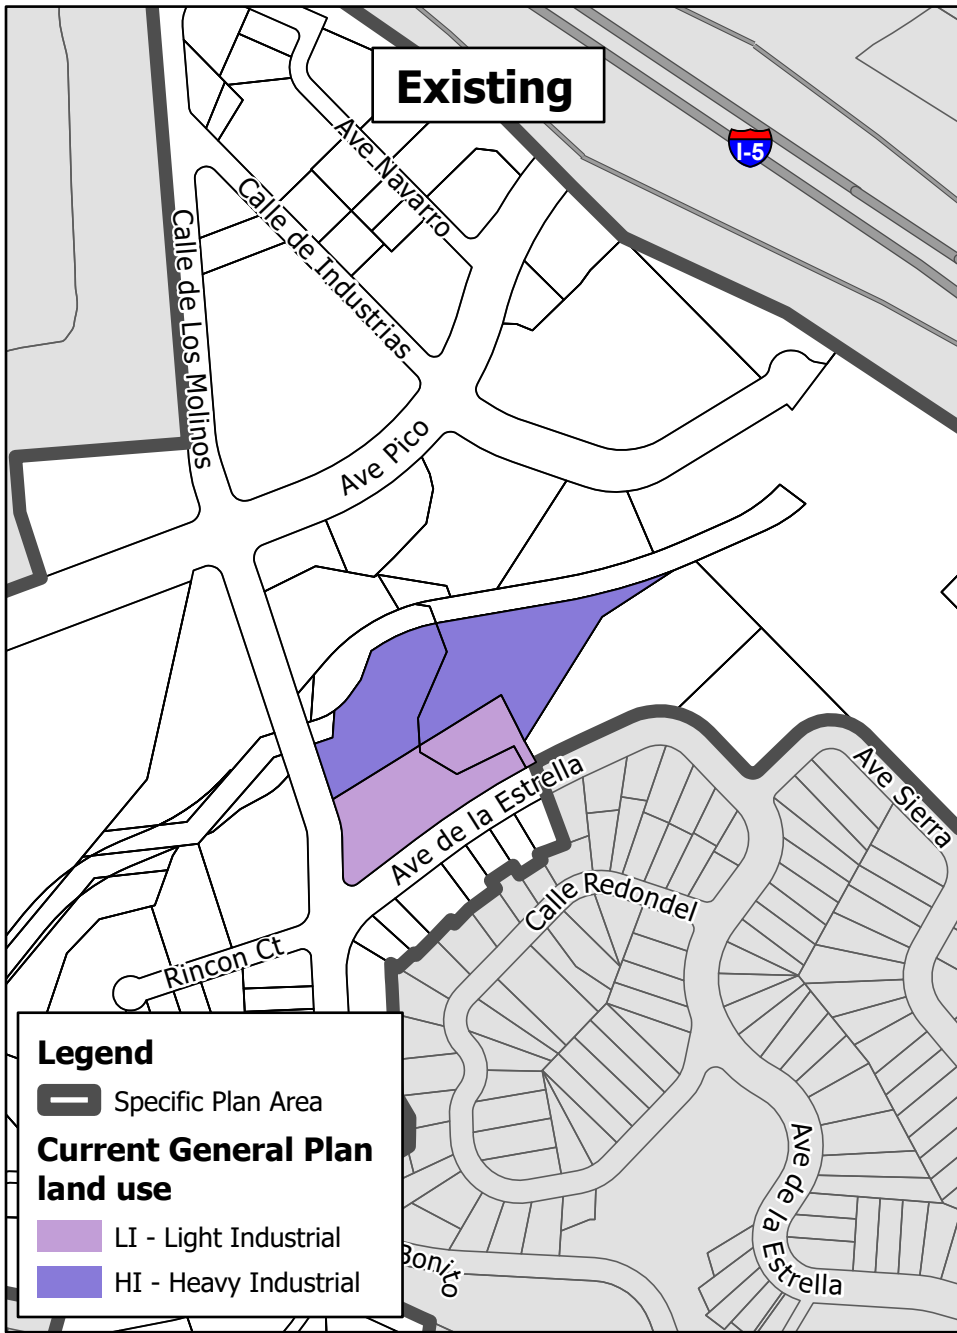 Existing
I-5
Ave Navarro
Calle de Industrias
Calle de Los Molinos
Ave Pico
Ave de la Estrella
Ave Sierra
Calle Redondel
Rincon Ct
Ave de la Estrella
Bonito
Legend
Specific Plan Area
Current General Plan
land use
LI - Light Industrial
HI - Heavy Industrial